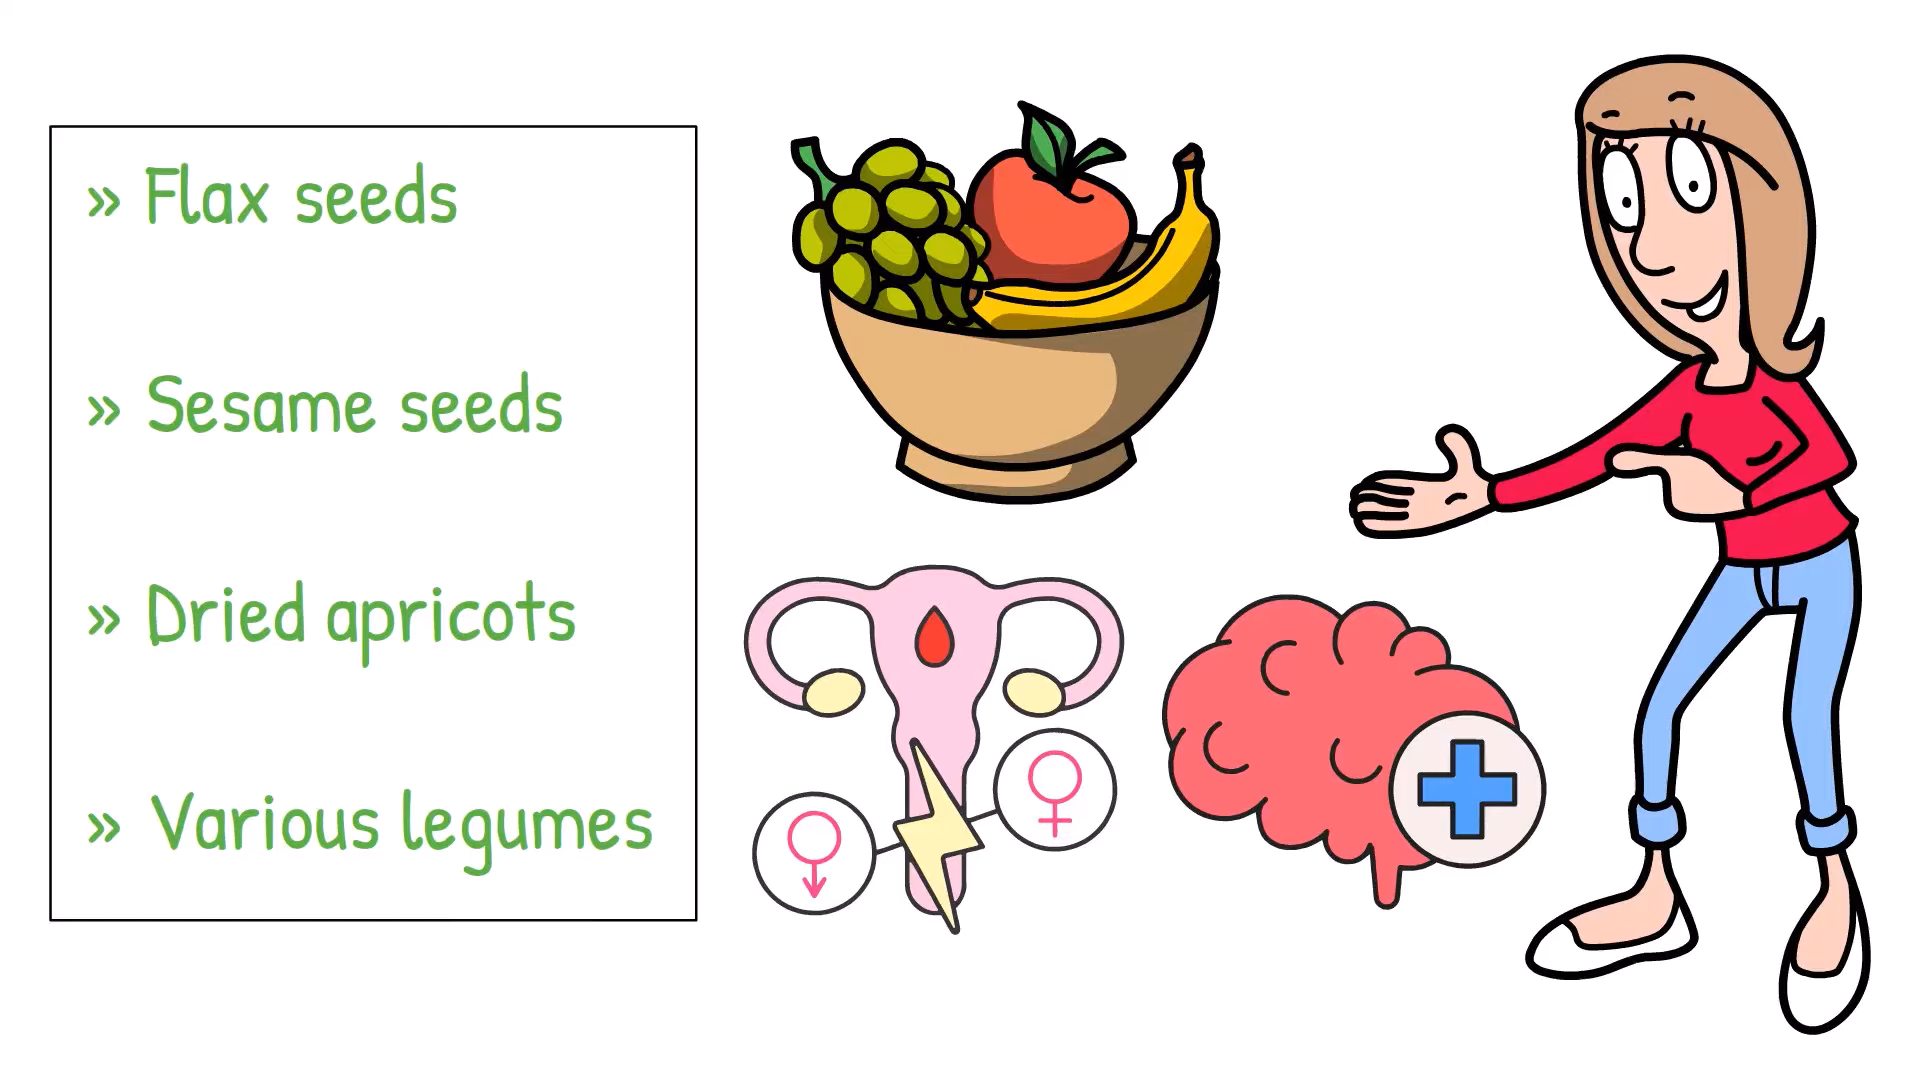 » Flax seeds
» Sesame seeds
» Dried apricots
» Various legumes